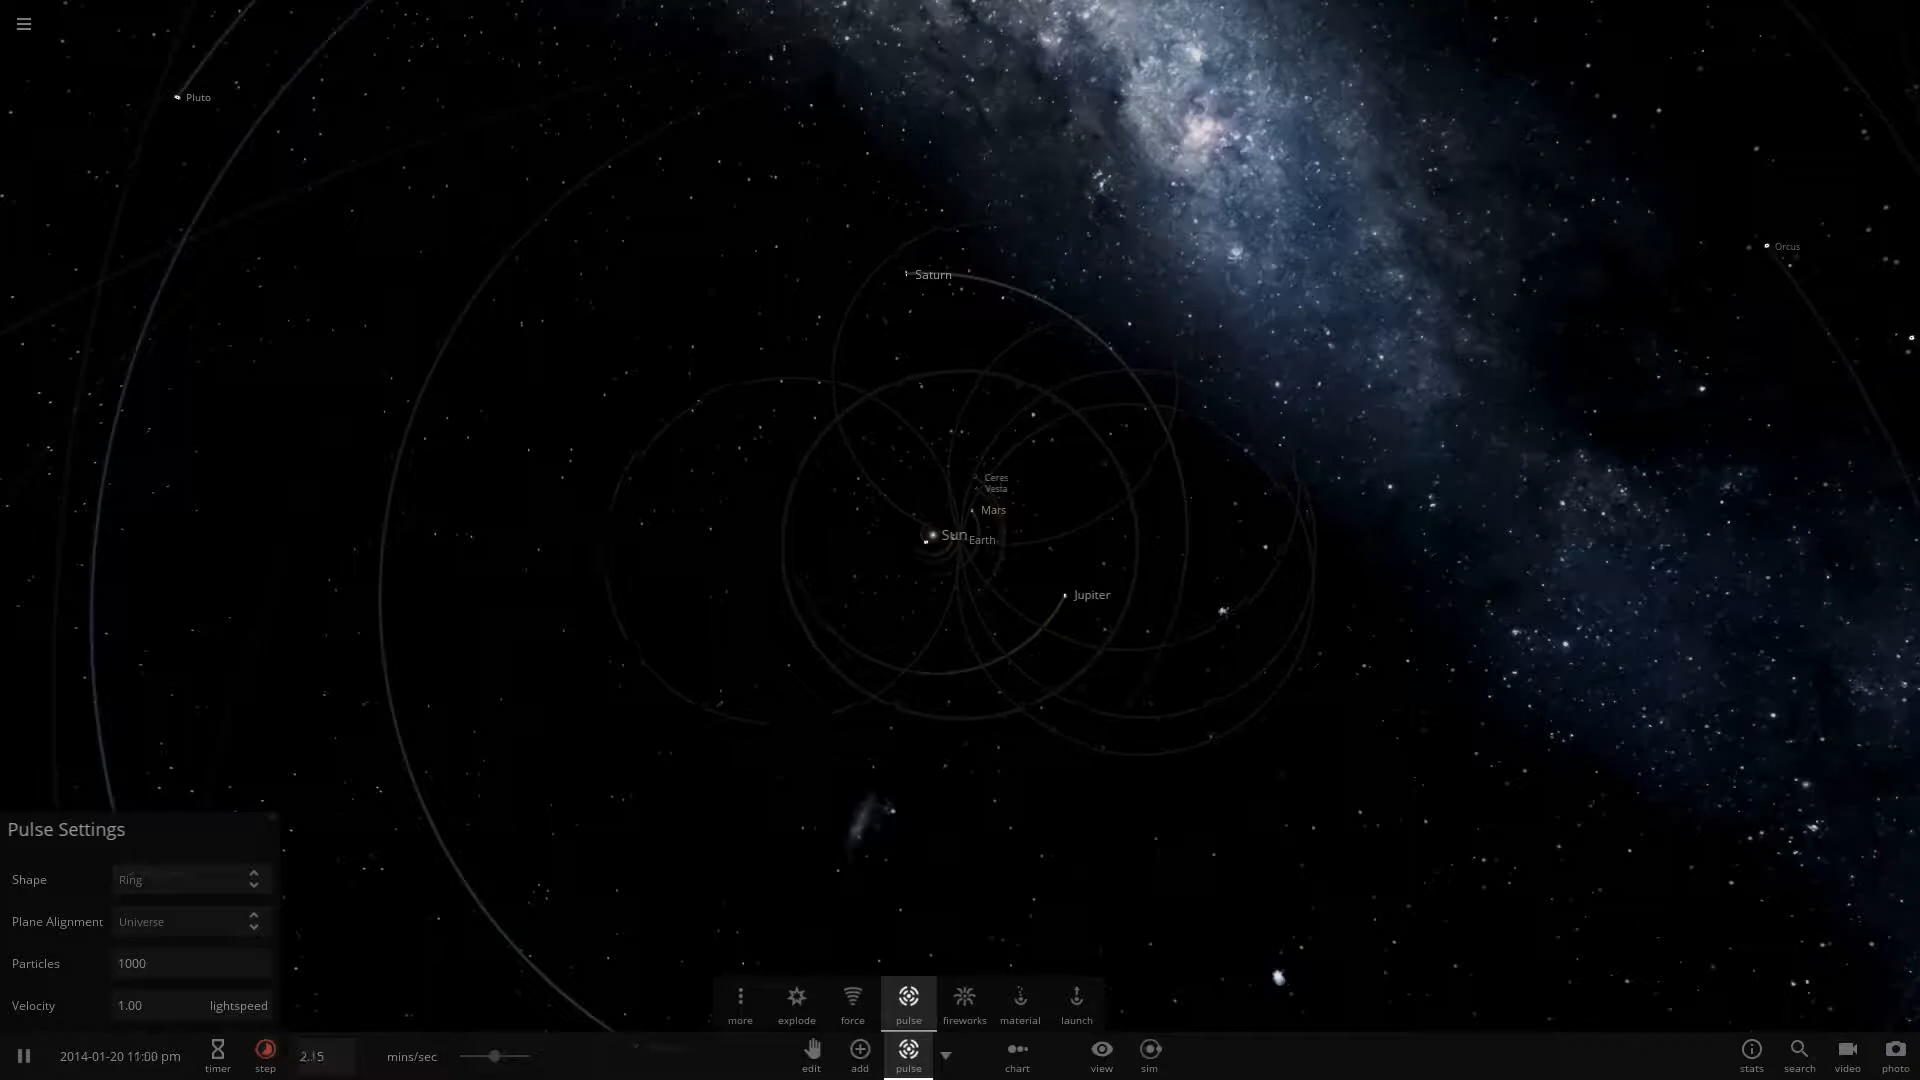 Pluto
Orcus
Saturn
Ceres
Vesta
Mars
Sun
Earth
Jupiter
Pulse Settings
Shape Ring
Plane Alignment Universe
Particles 1000
Velocity 1.00 lightspeed
more explode force pulse fireworks material launch
2014-01-20 11:00 pm timer step 2.15 mins/sec edit add pulse chart view sim stats search video photo